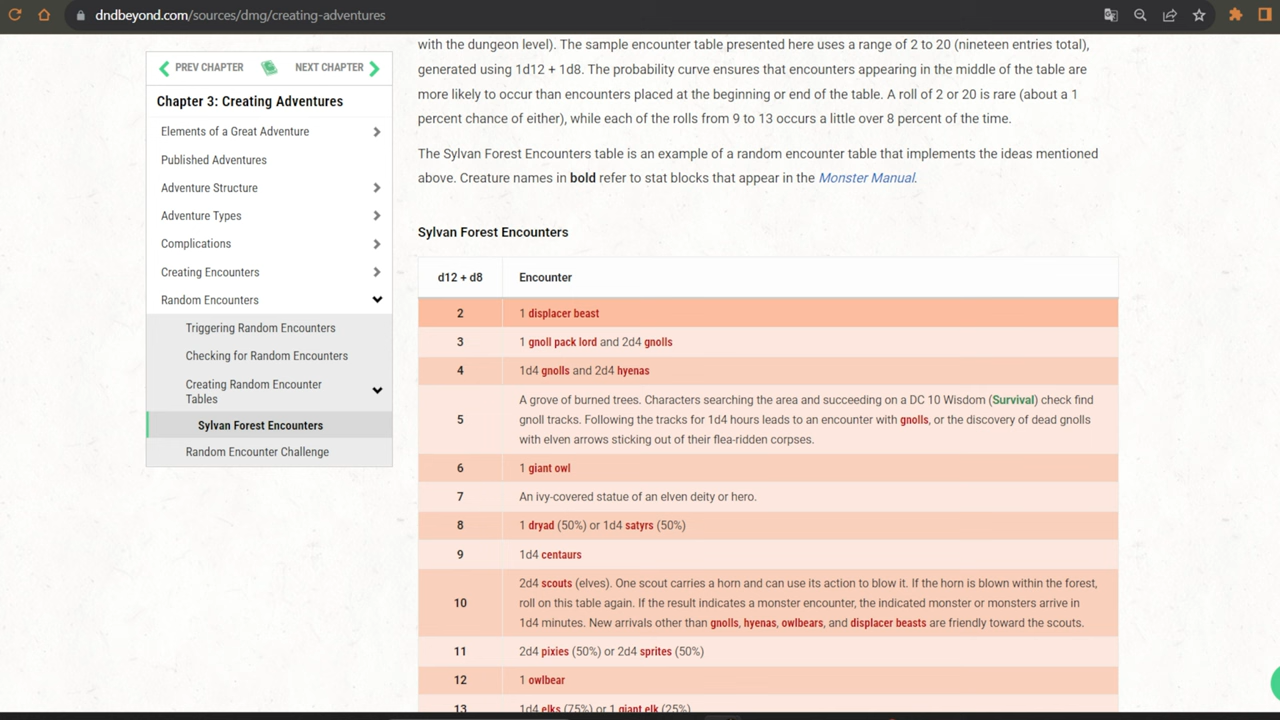 dndbeyond.com/sources/dmg/creating-adventures
PREV CHAPTER
NEXT CHAPTER
Chapter 3: Creating Adventures
Elements of a Great Adventure
Published Adventures
Adventure Structure
Adventure Types
Complications
Creating Encounters
Random Encounters
Triggering Random Encounters
Checking for Random Encounters
Creating Random Encounter
Tables
Sylvan Forest Encounters
Random Encounter Challenge
with the dungeon level). The sample encounter table presented here uses a range of 2 to 20 (nineteen entries total),
generated using 1d12 + 1d8. The probability curve ensures that encounters appearing in the middle of the table are
more likely to occur than encounters placed at the beginning or end of the table. A roll of 2 or 20 is rare (about a 1
percent chance of either), while each of the rolls from 9 to 13 occurs a little over 8 percent of the time.
The Sylvan Forest Encounters table is an example of a random encounter table that implements the ideas mentioned
above. Creature names in bold refer to stat blocks that appear in the Monster Manual.
Sylvan Forest Encounters
d12 + d8 Encounter
2 1 displacer beast
3 1 gnoll pack lord and 2d4 gnolls
4 1d4 gnolls and 2d4 hyenas
5 A grove of burned trees. Characters searching the area and succeeding on a DC 10 Wisdom (Survival) check find
gnoll tracks. Following the tracks for 1d4 hours leads to an encounter with gnolls, or the discovery of dead gnolls
with elven arrows sticking out of their flea-ridden corpses.
6 1 giant owl
7 An ivy-covered statue of an elven deity or hero.
8 1 dryad (50%) or 1d4 satyrs (50%)
9 1d4 centaurs
10 2d4 scouts (elves). One scout carries a horn and can use its action to blow it. If the horn is blown within the forest,
roll on this table again. If the result indicates a monster encounter, the indicated monster or monsters arrive in
1d4 minutes. New arrivals other than gnolls, hyenas, owlbears, and displacer beasts are friendly toward the scouts.
11 2d4 pixies (50%) or 2d4 sprites (50%)
12 1 owlbear
13 1d4 elks (75%) or 1 giant elk (25%)